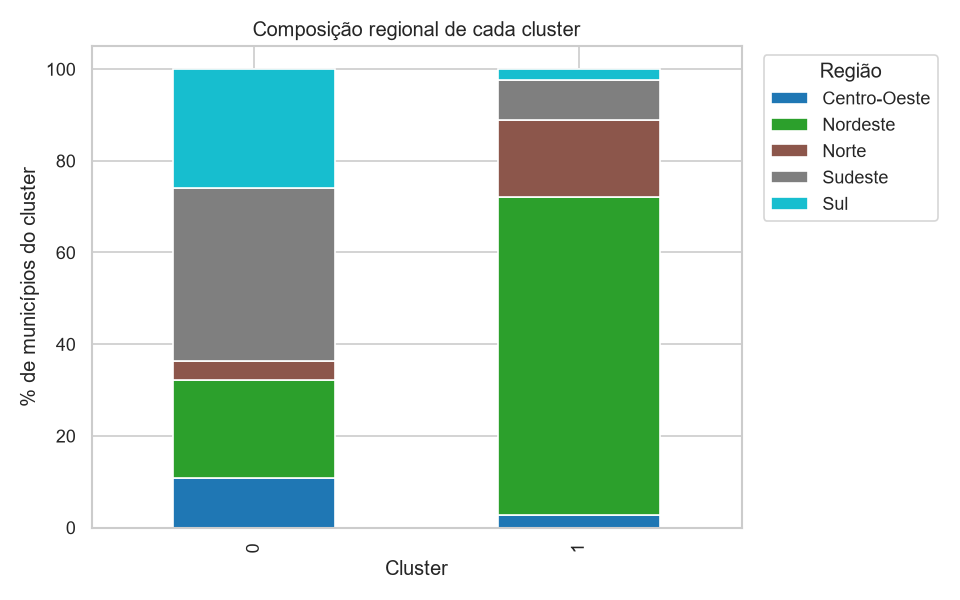 Composição regional de cada cluster
% de municípios do cluster
100
80
60
40
20
0
0
1
Cluster
Região
Centro-Oeste
Nordeste
Norte
Sudeste
Sul